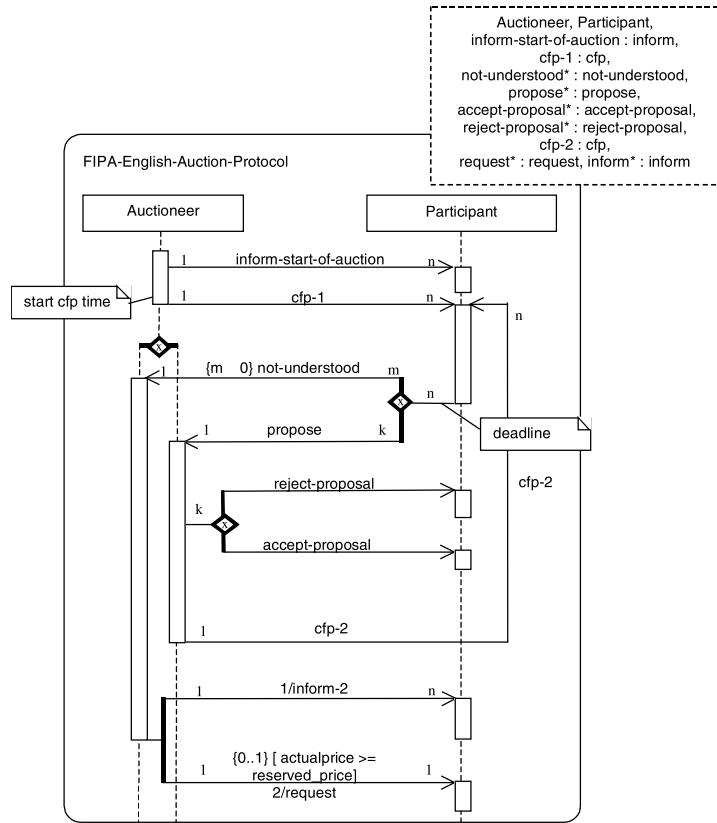 Auctioneer, Participant,
inform-start-of-auction : inform,
cfp-1 : cfp,
not-understood* : not-understood,
propose* : propose,
accept-proposal* : accept-proposal,
reject-proposal* : reject-proposal,
cfp-2 : cfp,
request* : request, inform* : inform
FIPA-English-Auction-Protocol
Auctioneer
Participant
1 inform-start-of-auction n
start cfp time
1 cfp-1 n
n
x
1 {m 0} not-understood m
x n
deadline
1 propose k
cfp-2
reject-proposal
k x
accept-proposal
1 cfp-2
1 1/inform-2 n
{0..1} [ actualprice >=
1 reserved_price] 1
2/request